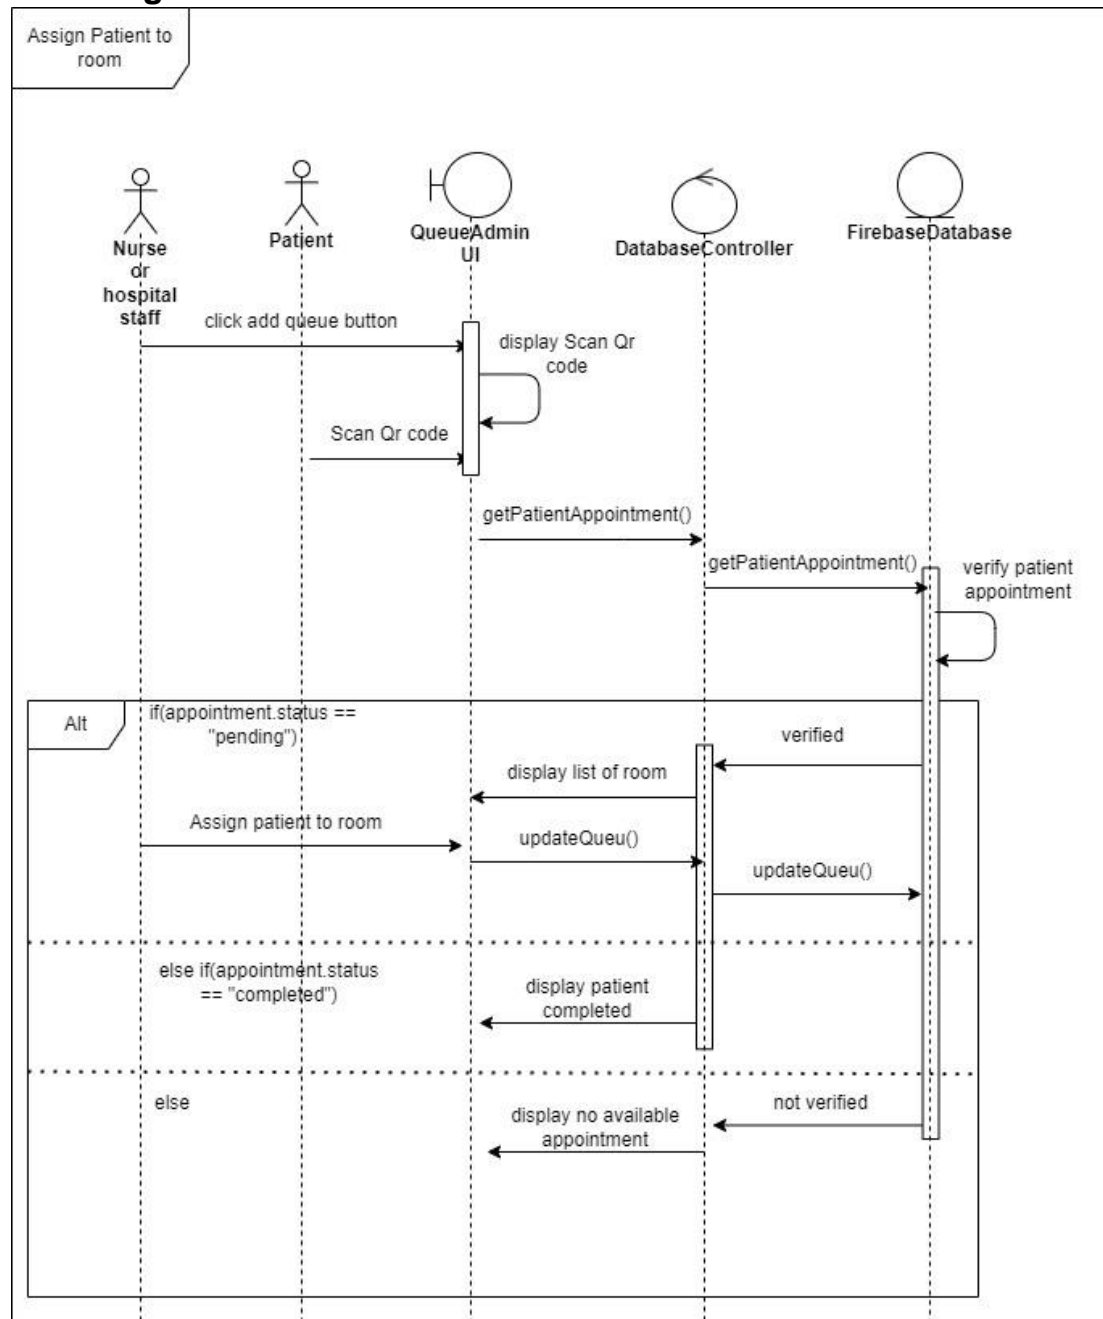 Assign Patient to
room
Nurse
or
hospital
staff
Patient
QueueAdmin
UI
DatabaseController
FirebaseDatabase
click add queue button
display Scan Qr
code
Scan Qr code
getPatientAppointment()
getPatientAppointment()
verify patient
appointment
Alt
if(appointment.status ==
"pending")
verified
display list of room
Assign patient to room
updateQueu()
updateQueu()
else if(appointment.status
== "completed")
display patient
completed
else
not verified
display no available
appointment